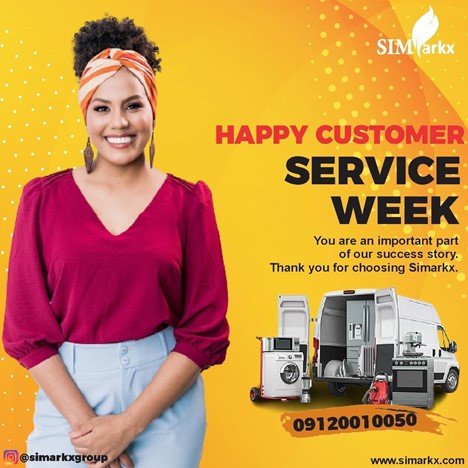 SIMarkx
HAPPY CUSTOMER
SERVICE
WEEK
You are an important part
of our success story.
Thank you for choosing Simarkx.
09120010050
@simarkxgroup
www.simarkx.com